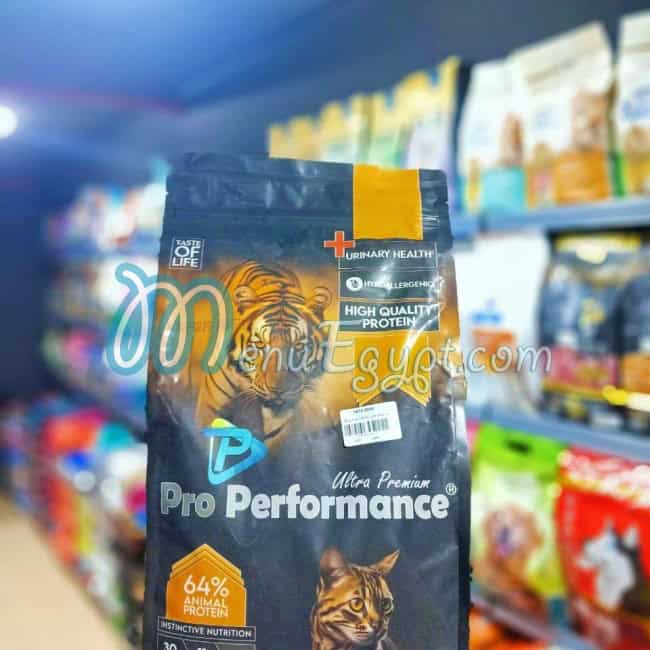 TASTE
OF
LIFE
URINARY HEALTH
HYPOALLERGENIC
HIGH QUALITY
PROTEIN
MenuEgypt.com
P
Ultra Premium
Pro Performance®
64%
ANIMAL
PROTEIN
INSTINCTIVE NUTRITION
30